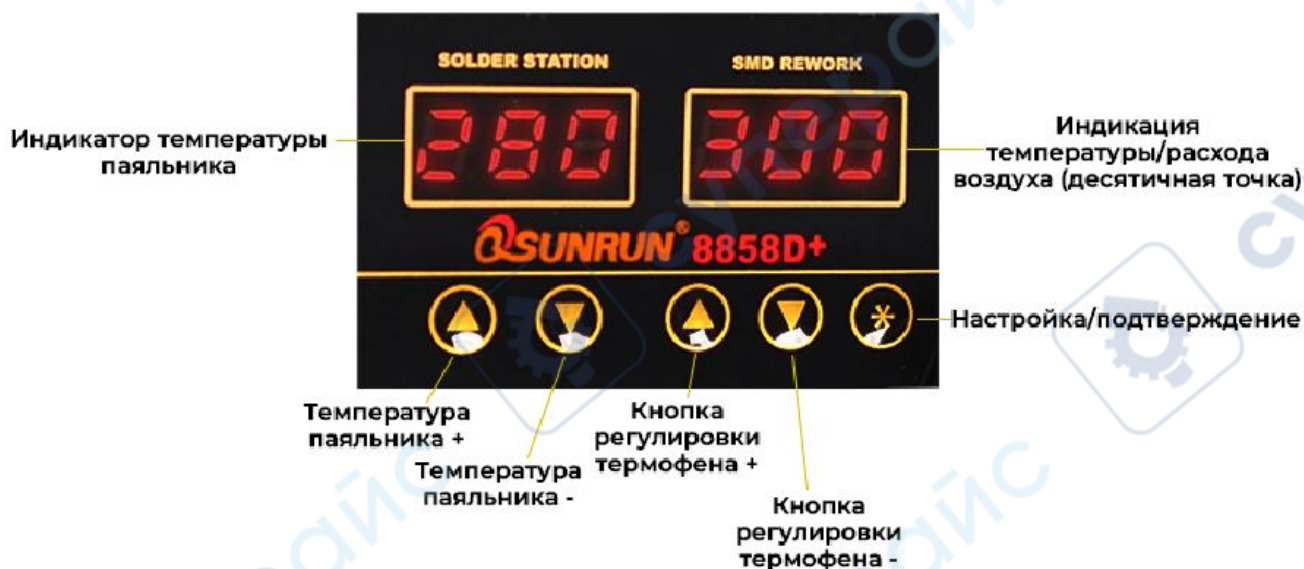 SOLDER STATION
SMD REWORK
280
300
Индикатор температуры
паяльника
Индикация
температуры/расхода
воздуха (десятичная точка)
SUNRUN® 8858D+
Настройка/подтверждение
Температура
паяльника +
Температура
паяльника -
Кнопка
регулировки
термофена +
Кнопка
регулировки
термофена -